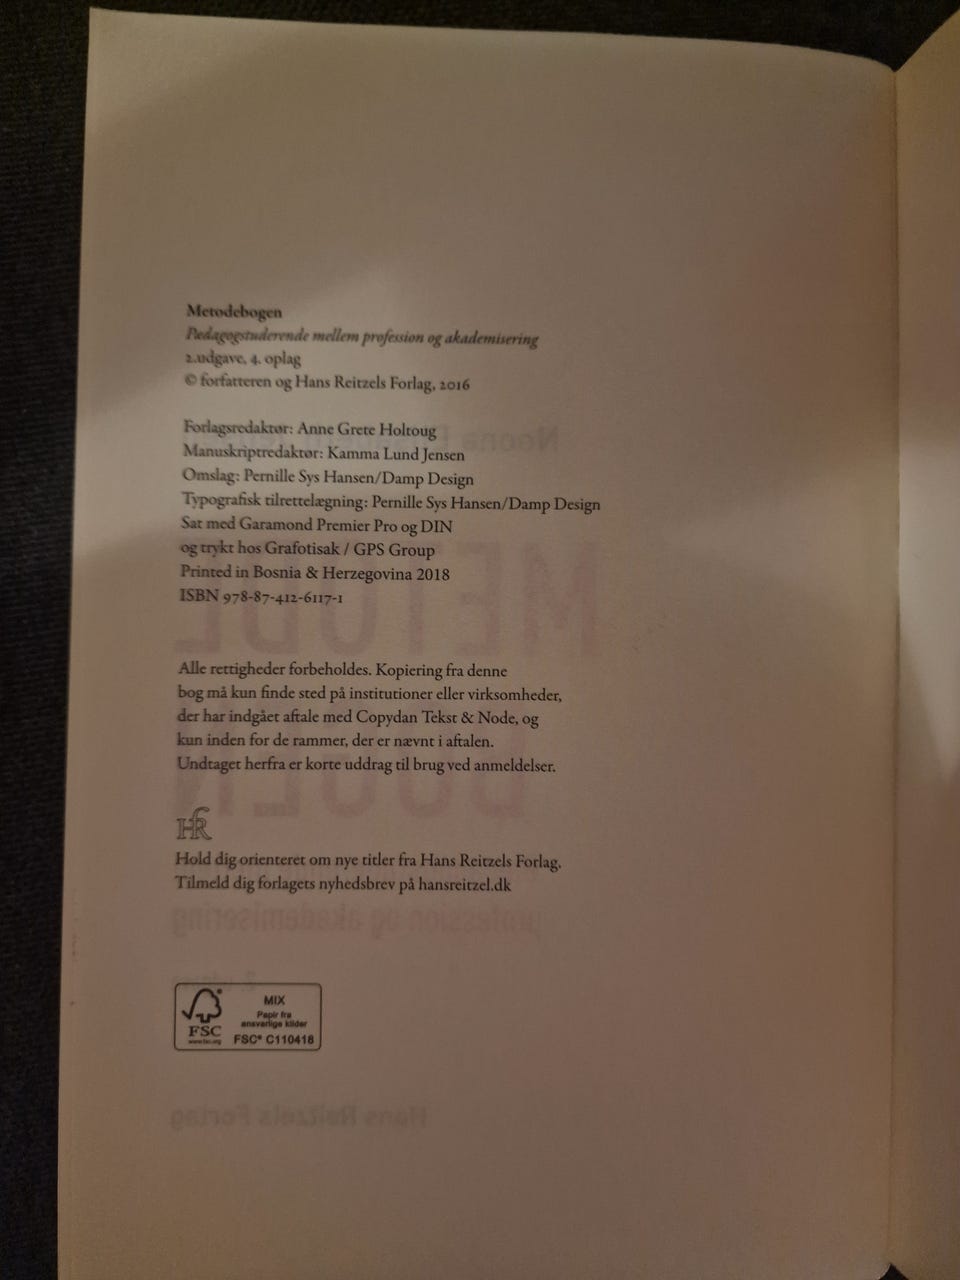 Metodebogen
Pædagogstuderende mellem profession og akademisering
2.udgave, 4. oplag
© forfatteren og Hans Reitzels Forlag, 2016
Forlagsredaktør: Anne Grete Holtoug
Manuskriptredaktør: Kamma Lund Jensen
Omslag: Pernille Sys Hansen/Damp Design
Typografisk tilrettelægning: Pernille Sys Hansen/Damp Design
Sat med Garamond Premier Pro og DIN
og trykt hos Grafotisak / GPS Group
Printed in Bosnia & Herzegovina 2018
ISBN 978-87-412-6117-1
Alle rettigheder forbeholdes. Kopiering fra denne
bog må kun finde sted på institutioner eller virksomheder,
der har indgået aftale med Copydan Tekst & Node, og
kun inden for de rammer, der er nævnt i aftalen.
Undtaget herfra er korte uddrag til brug ved anmeldelser.
HR
Hold dig orienteret om nye titler fra Hans Reitzels Forlag.
Tilmeld dig forlagets nyhedsbrev på hansreitzel.dk
FSC
www.fsc.org
MIX
Papir fra
ansvarlige kilder
FSC® C110418